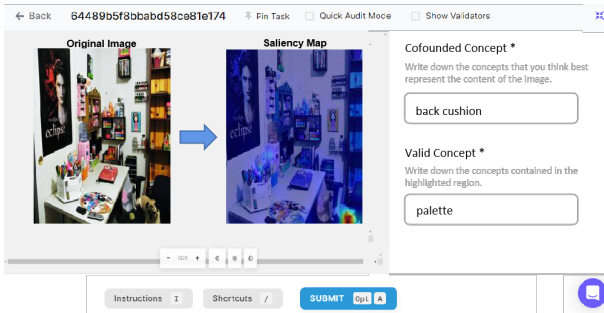 ← Back 64489b5f8bbabd58ce81e174 Pin Task Quick Audit Mode Show Validators
Original Image
Saliency Map
eclipse
eclipse
Cofounded Concept *
Write down the concepts that you think best
represent the content of the image.
back cushion
Valid Concept *
Write down the concepts contained in the
highlighted region.
palette
Instructions I Shortcuts / SUBMIT Opt A